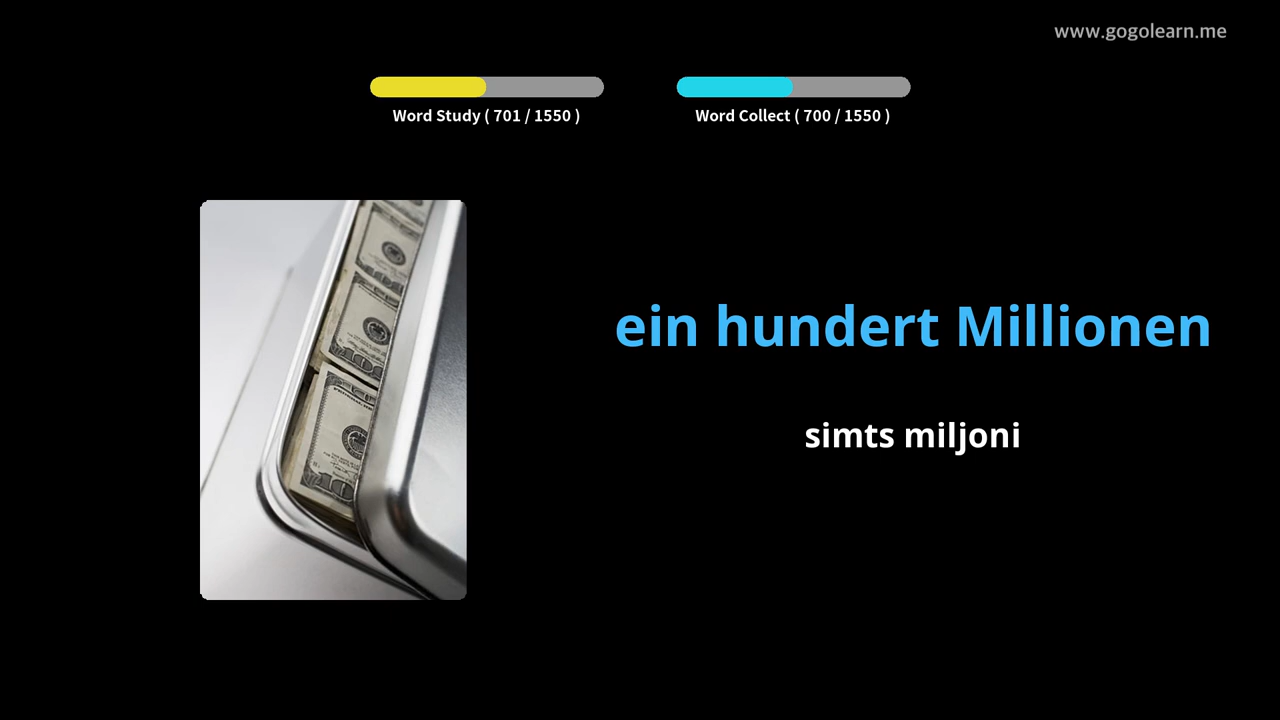 www.gogolearn.me
Word Study ( 701 / 1550 )
Word Collect ( 700 / 1550 )
ein hundert Millionen
simts miljoni